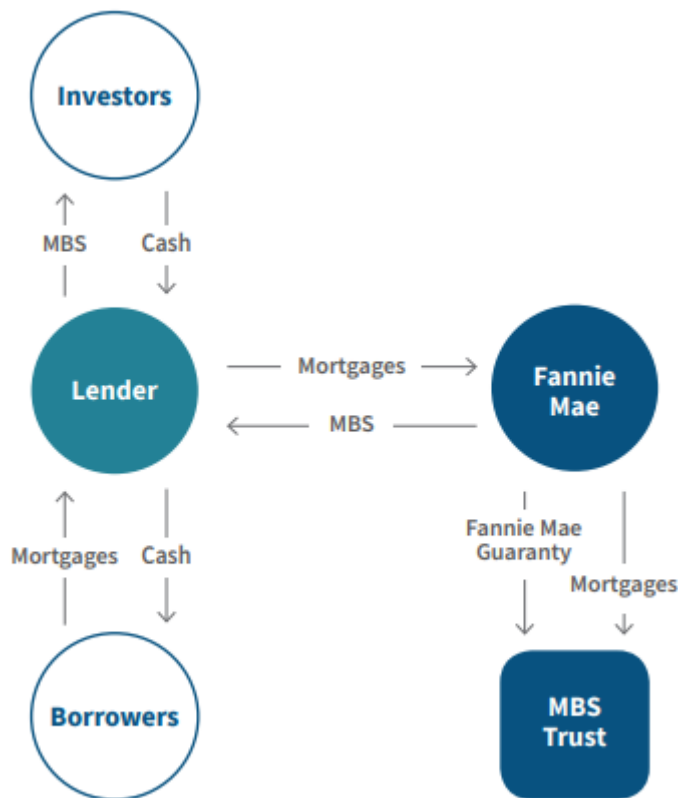 Investors
MBS
Cash
Lender
Mortgages
MBS
Fannie
Mae
Mortgages
Cash
Fannie Mae
Guaranty
Mortgages
Borrowers
MBS
Trust